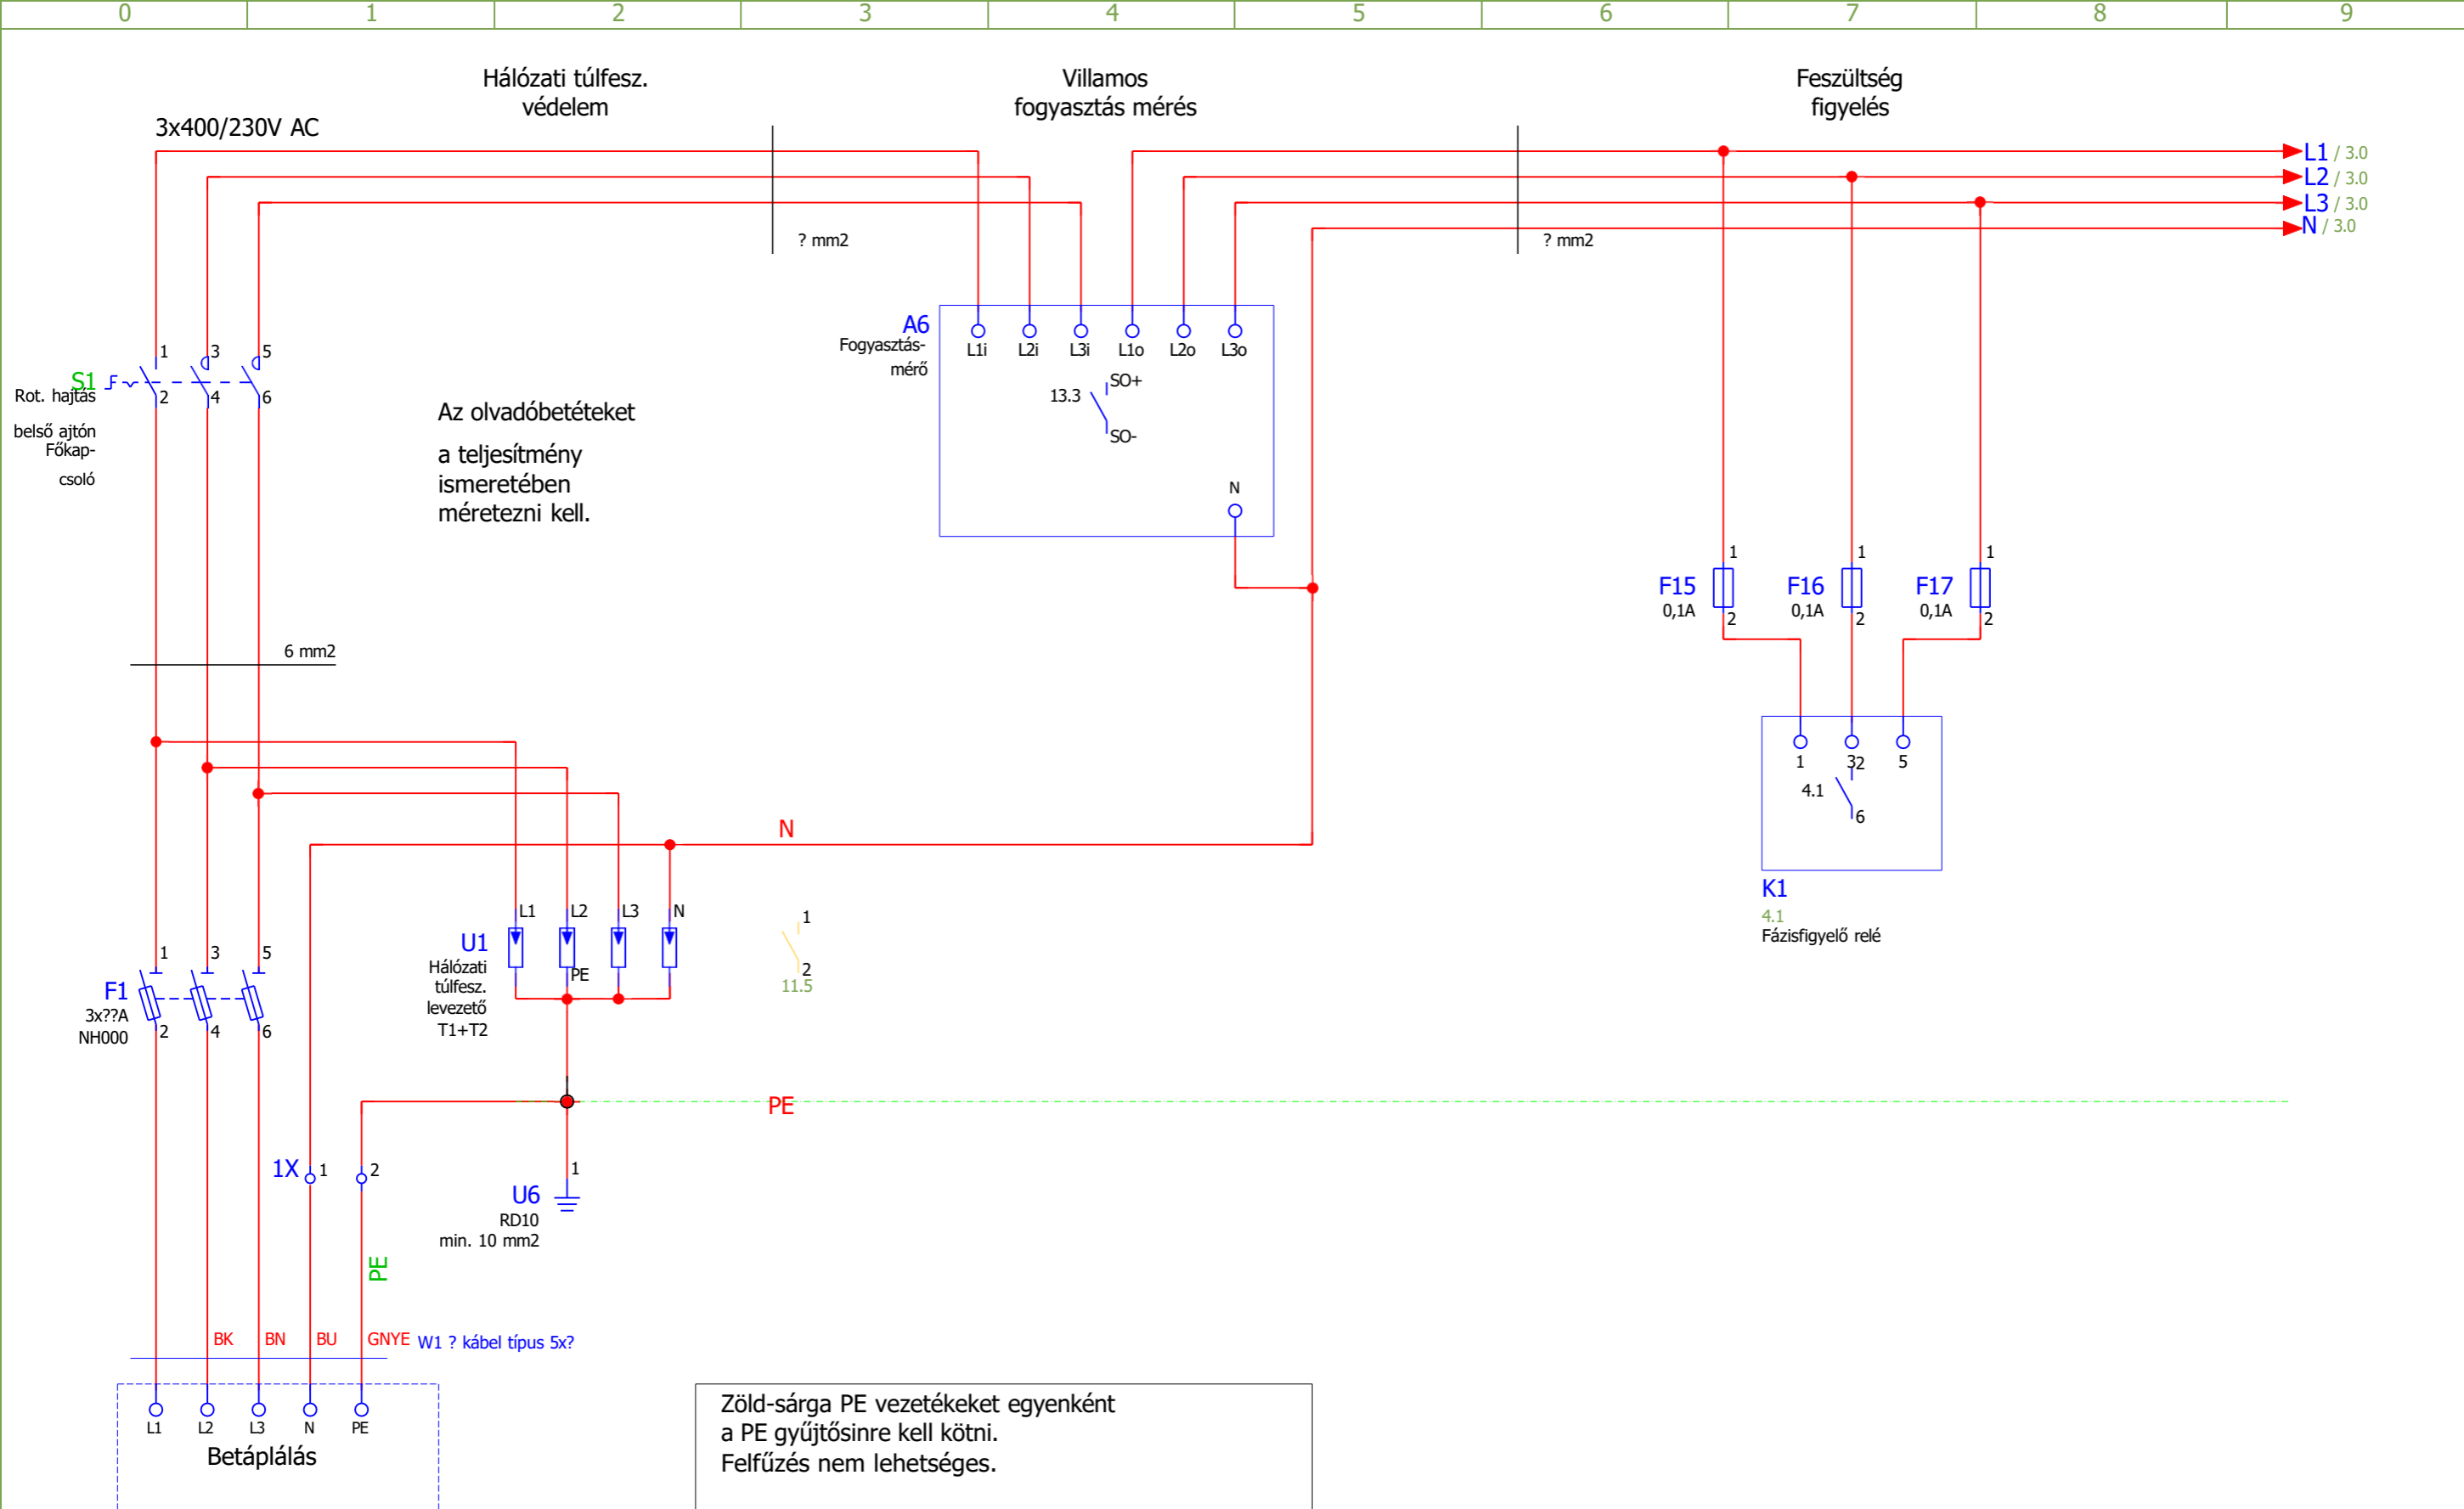 0 1 2 3 4 5 6 7 8 9
Hálózati túlfesz.
védelem
Villamos
fogyasztás mérés
Feszültség
figyelés
3x400/230V AC
L1 / 3.0
L2 / 3.0
L3 / 3.0
N / 3.0
? mm2
? mm2
A6
Fogyasztás-
mérő
L1i L2i L3i L1o L2o L3o
13.3
SO+
SO-
N
S1
Rot. hajtás
belső ajtón
Főkap-
csoló
1 3 5
2 4 6
Az olvadóbetéteket
a teljesítmény
ismeretében
méretezni kell.
F15
0,1A
1
2
F16
0,1A
1
2
F17
0,1A
1
2
6 mm2
1 3 5
4.1
2
6
K1
4.1
Fázisfigyelő relé
N
L1 L2 L3 N
U1
Hálózati
túlfesz.
levezető
T1+T2
PE
1
2
11.5
F1
3x??A
NH000
1 3 5
2 4 6
PE
1X
1 2
1
U6
RD10
min. 10 mm2
PE
BK BN BU GNYE W1 ? kábel típus 5x?
L1 L2 L3 N PE
Betáplálás
Zöld-sárga PE vezetékeket egyenként
a PE gyűjtősinre kell kötni.
Felfűzés nem lehetséges.